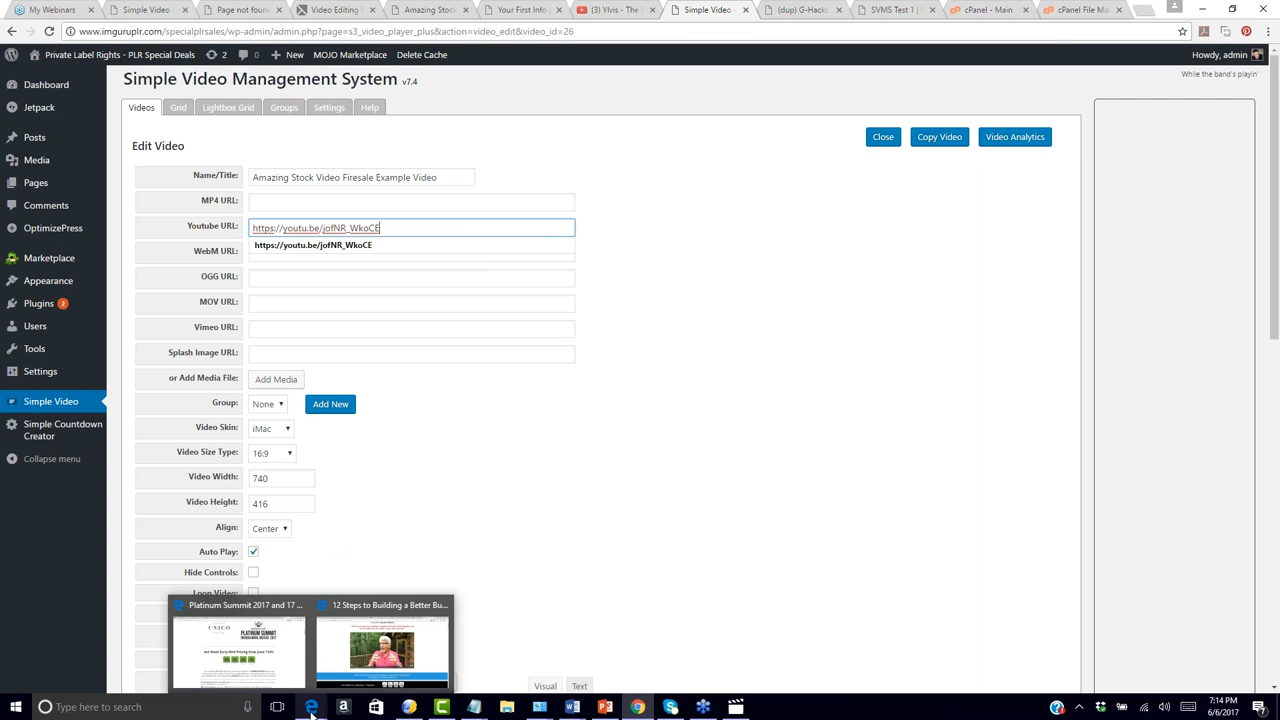 My Webinars
Simple Video
Page not foun
Video Editing
Amazing Stock
Your First Info
(3) Ylvis - The
Simple Video
(dup) G-Hacks
SVMS Test 1
cPanel - Main
cPanel File Ma
www.imguruplr.com/specialplrsales/wp-admin/admin.php?page=s3_video_player_plus&action=video_edit&video_id=26
Private Label Rights - PLR Special Deals 2 0 New MOJO Marketplace Delete Cache Howdy, admin
Simple Video Management System v7.4
While the band's playin'
Dashboard
Jetpack
Posts
Media
Pages
Comments
OptimizePress
Marketplace
Appearance
Plugins 2
Users
Tools
Settings
Simple Video
Simple Countdown
Creator
Collapse menu
Videos Grid Lightbox Grid Groups Settings Help
Edit Video
Close Copy Video Video Analytics
Name/Title: Amazing Stock Video Firesale Example Video
MP4 URL:
Youtube URL: https://youtu.be/jofNR_WkoCE
https://youtu.be/jofNR_WkoCE
WebM URL:
OGG URL:
MOV URL:
Vimeo URL:
Splash Image URL:
or Add Media File: Add Media
Group: None Add New
Video Skin: iMac
Video Size Type: 16:9
Video Width: 740
Video Height: 416
Align: Center
Auto Play:
Hide Controls:
Loop Video:
Platinum Summit 2017 and 17 ...
12 Steps to Building a Better Bu...
UNICO
PLATINUM
SUMMIT
Visual Text
Type here to search
7:14 PM
6/6/2017